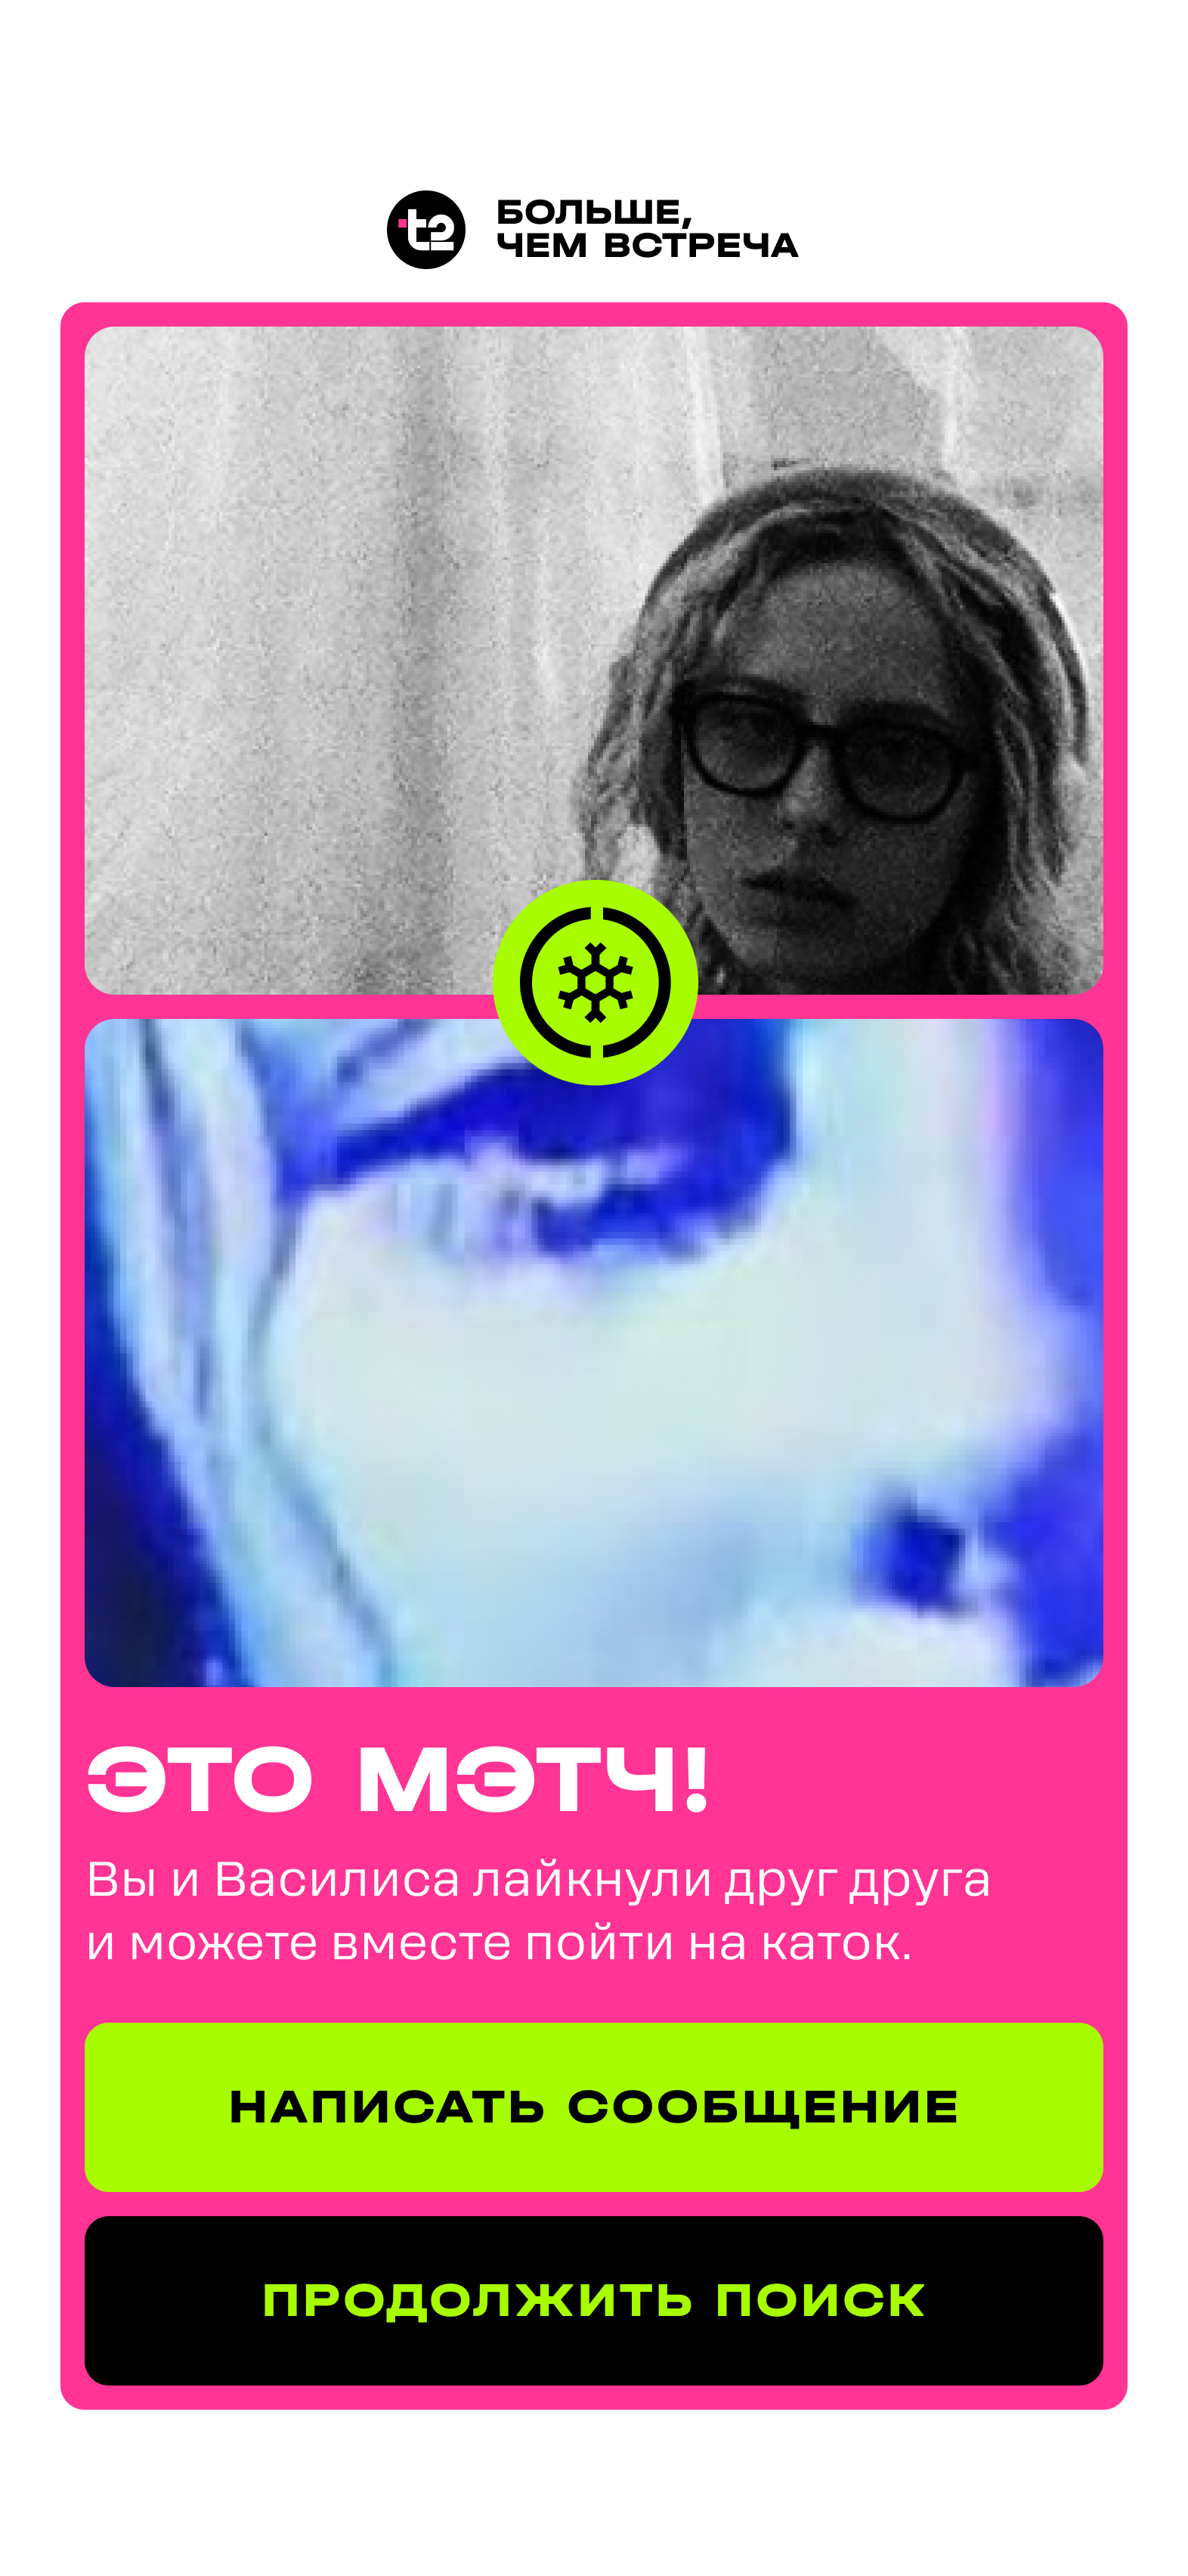 t2
БОЛЬШЕ,
ЧЕМ ВСТРЕЧА
ЭТО МЭТЧ!
Вы и Василиса лайкнули друг друга
и можете вместе пойти на каток.
НАПИСАТЬ СООБЩЕНИЕ
ПРОДОЛЖИТЬ ПОИСК